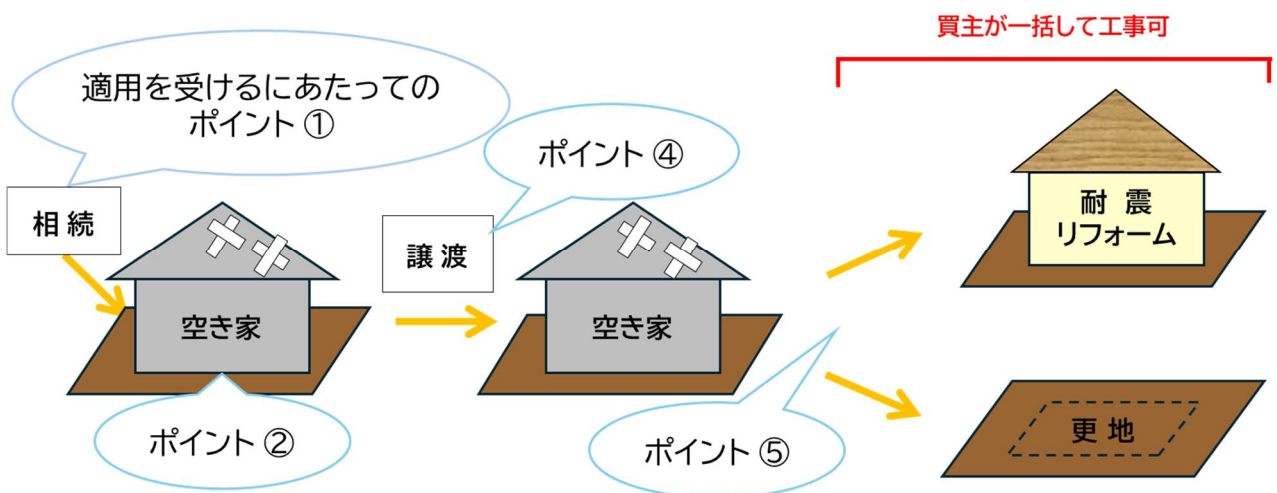 買主が一括して工事可
適用を受けるにあたっての
ポイント ①
ポイント ④
相 続
譲 渡
耐 震
リフォーム
空き家
空き家
ポイント ②
ポイント ⑤
更 地